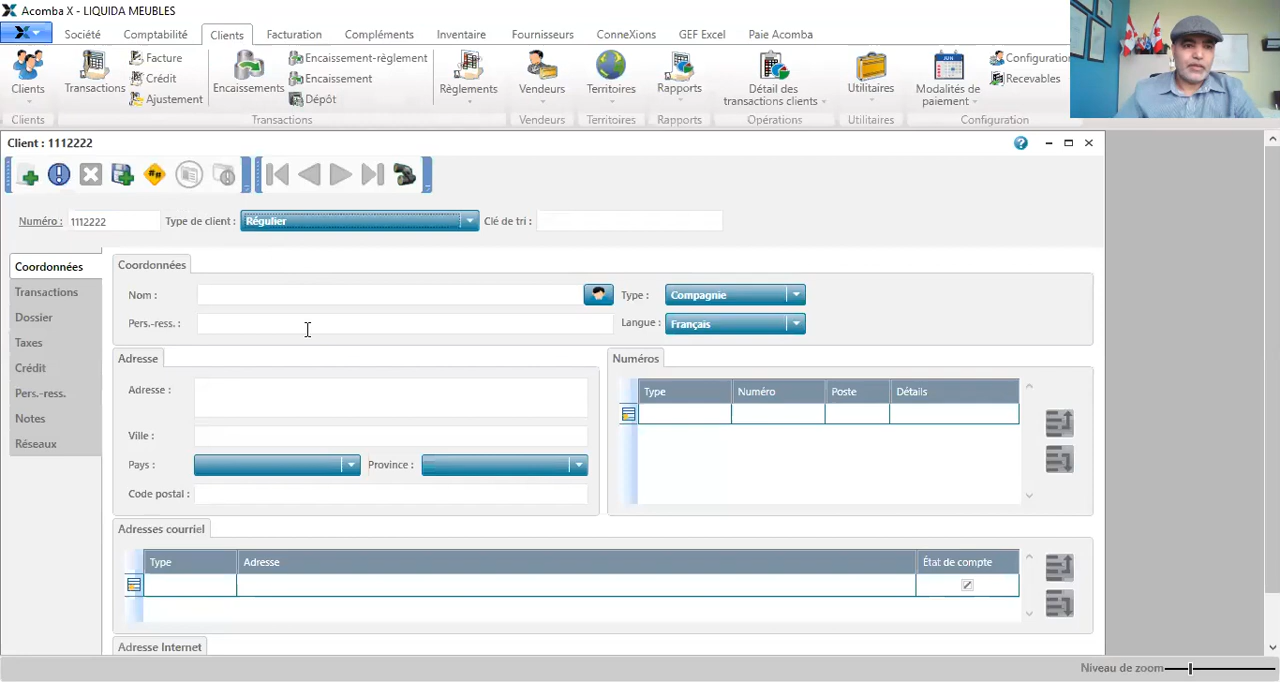 Acomba X - LIQUIDA MEUBLES
Société Comptabilité Clients Facturation Compléments Inventaire Fournisseurs ConneXions GEF Excel Paie Acomba
Clients
Transactions
Facture
Crédit
Ajustement
Encaissements
Encaissement-règlement
Encaissement
Dépôt
Règlements
Vendeurs
Territoires
Rapports
Détail des
transactions clients
Utilitaires
JUN
Modalités de
paiement
Configuration
Recevables
Clients Transactions Vendeurs Territoires Rapports Opérations Utilitaires Configuration
Client : 1112222
Numéro : 1112222 Type de client : Régulier Clé de tri :
Coordonnées
Transactions
Dossier
Taxes
Crédit
Pers.-ress.
Notes
Réseaux
Coordonnées
Nom : Type : Compagnie
Pers.-ress. : Langue : Français
Adresse
Adresse :
Ville :
Pays : Province :
Code postal :
Numéros
Type Numéro Poste Détails
Adresses courriel
Type Adresse État de compte
Adresse Internet
Niveau de zoom